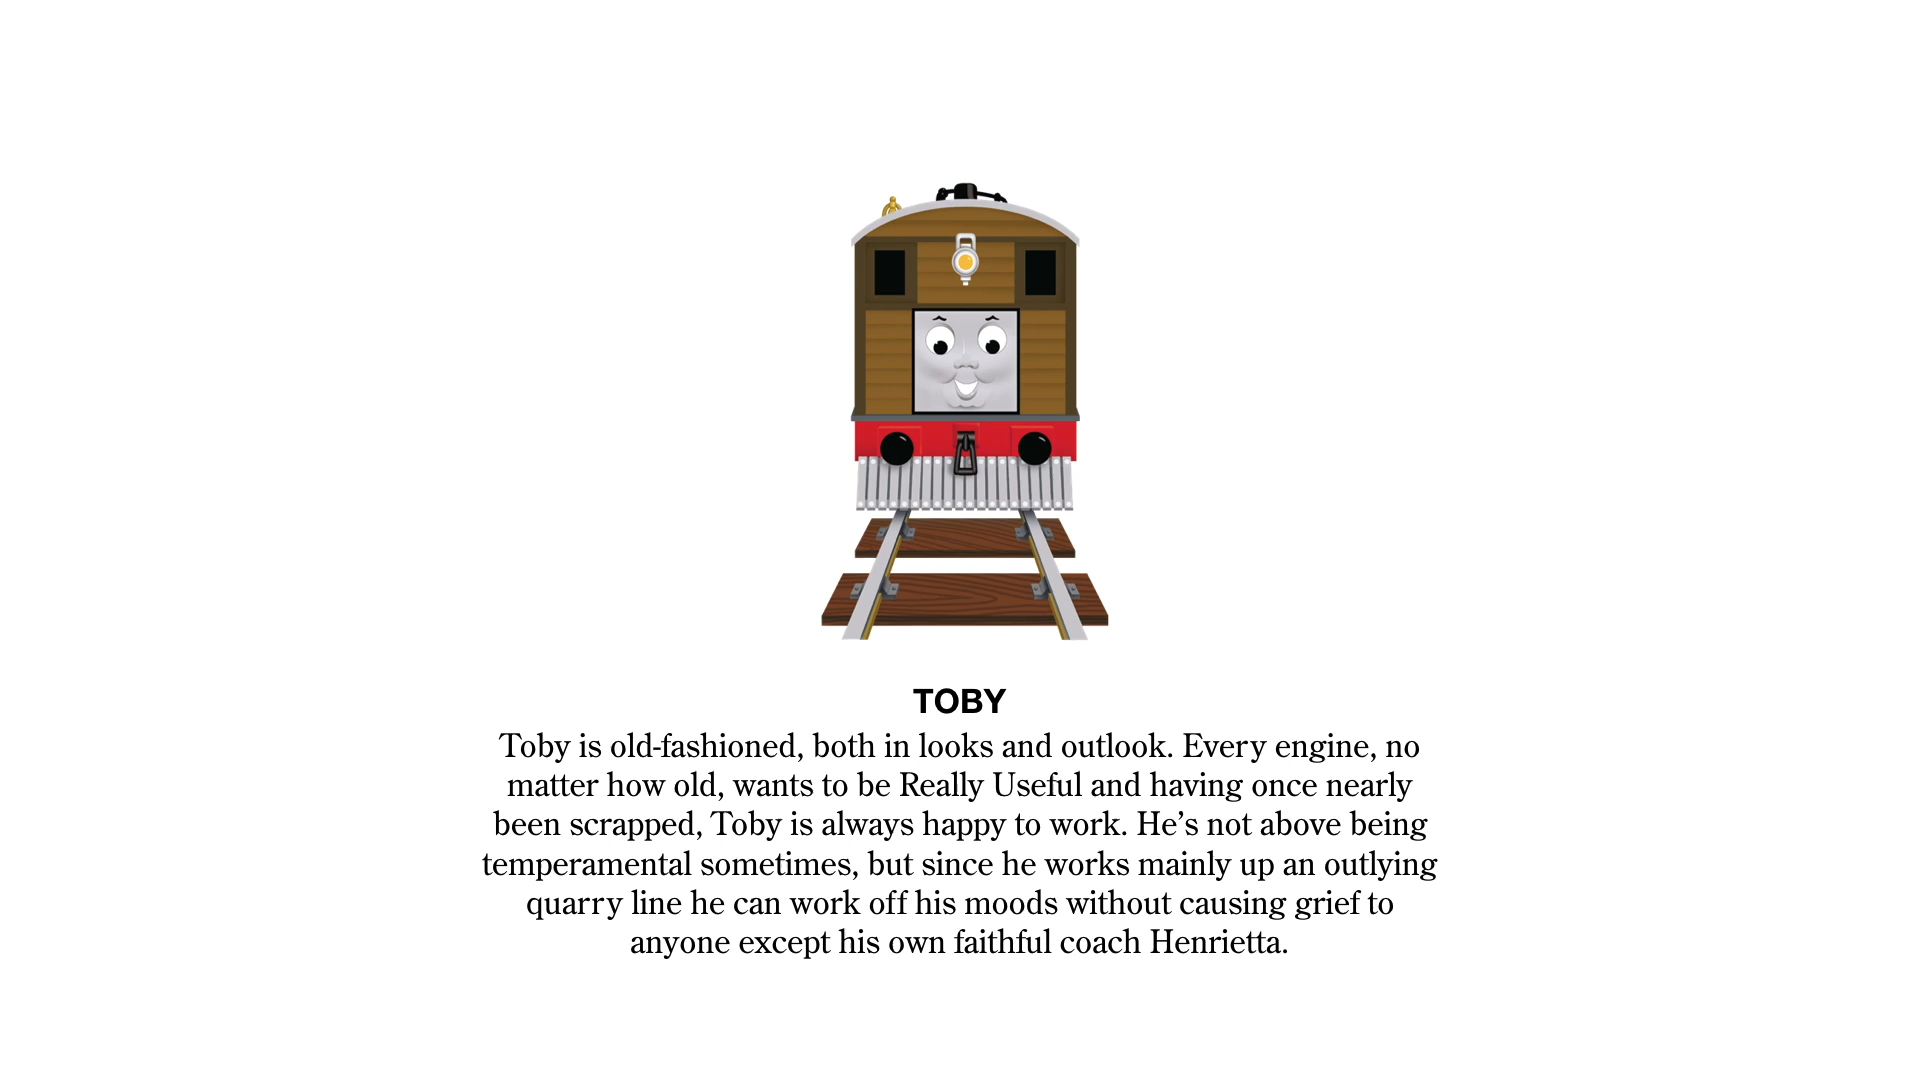 TOBY
Toby is old-fashioned, both in looks and outlook. Every engine, no
matter how old, wants to be Really Useful and having once nearly
been scrapped, Toby is always happy to work. He’s not above being
temperamental sometimes, but since he works mainly up an outlying
quarry line he can work off his moods without causing grief to
anyone except his own faithful coach Henrietta.